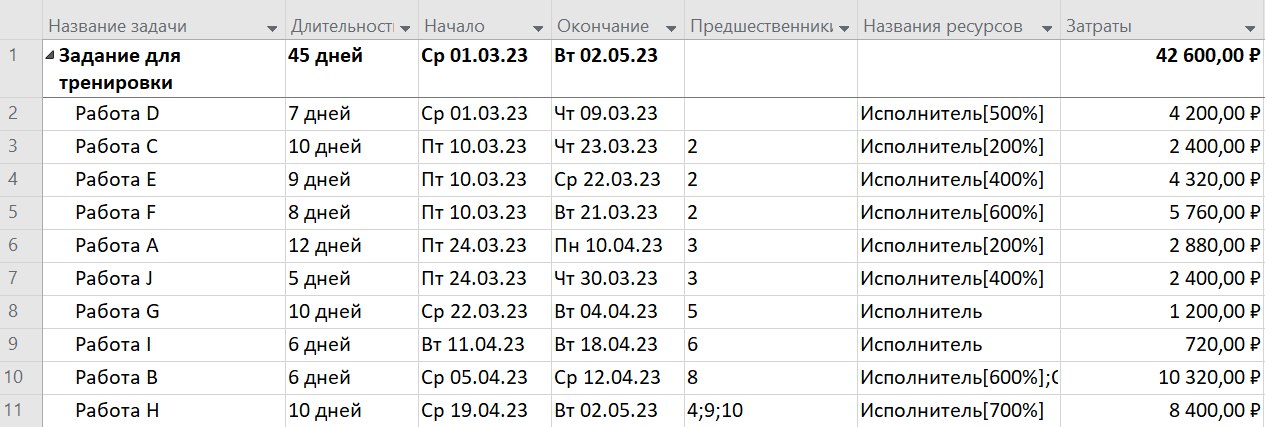 Название задачи Длительность Начало Окончание Предшественники Названия ресурсов Затраты
1 Задание для тренировки 45 дней Ср 01.03.23 Вт 02.05.23 42 600,00 ₽
2 Работа D 7 дней Ср 01.03.23 Чт 09.03.23 Исполнитель[500%] 4 200,00 ₽
3 Работа C 10 дней Пт 10.03.23 Чт 23.03.23 2 Исполнитель[200%] 2 400,00 ₽
4 Работа E 9 дней Пт 10.03.23 Ср 22.03.23 2 Исполнитель[400%] 4 320,00 ₽
5 Работа F 8 дней Пт 10.03.23 Вт 21.03.23 2 Исполнитель[600%] 5 760,00 ₽
6 Работа A 12 дней Пт 24.03.23 Пн 10.04.23 3 Исполнитель[200%] 2 880,00 ₽
7 Работа J 5 дней Пт 24.03.23 Чт 30.03.23 3 Исполнитель[400%] 2 400,00 ₽
8 Работа G 10 дней Ср 22.03.23 Вт 04.04.23 5 Исполнитель 1 200,00 ₽
9 Работа I 6 дней Вт 11.04.23 Вт 18.04.23 6 Исполнитель 720,00 ₽
10 Работа B 6 дней Ср 05.04.23 Ср 12.04.23 8 Исполнитель[600%]; 10 320,00 ₽
11 Работа H 10 дней Ср 19.04.23 Вт 02.05.23 4;9;10 Исполнитель[700%] 8 400,00 ₽